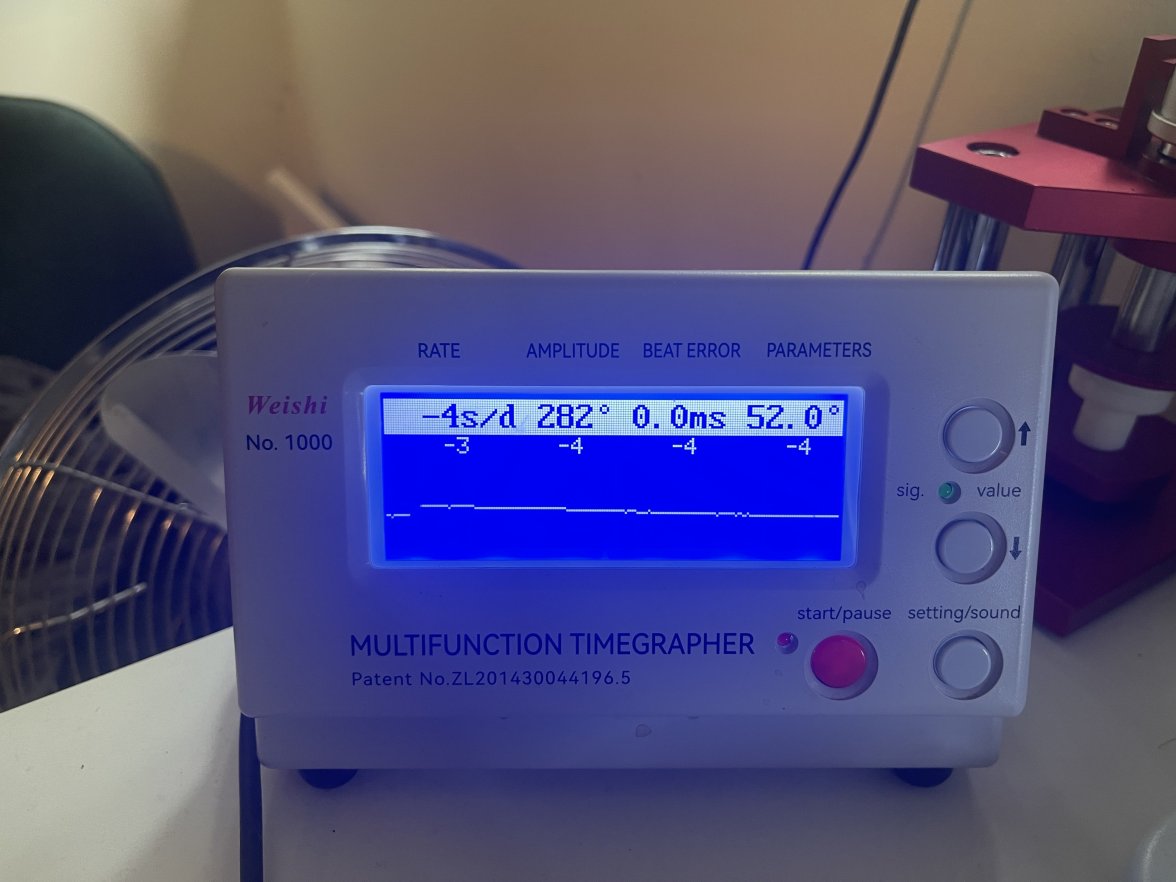 RATE AMPLITUDE BEAT ERROR PARAMETERS
-4s/d 282° 0.0ms 52.0°
-3 -4 -4 -4
Weishi
No. 1000
sig. value
start/pause setting/sound
MULTIFUNCTION TIMEGRAPHER
Patent No.ZL201430044196.5